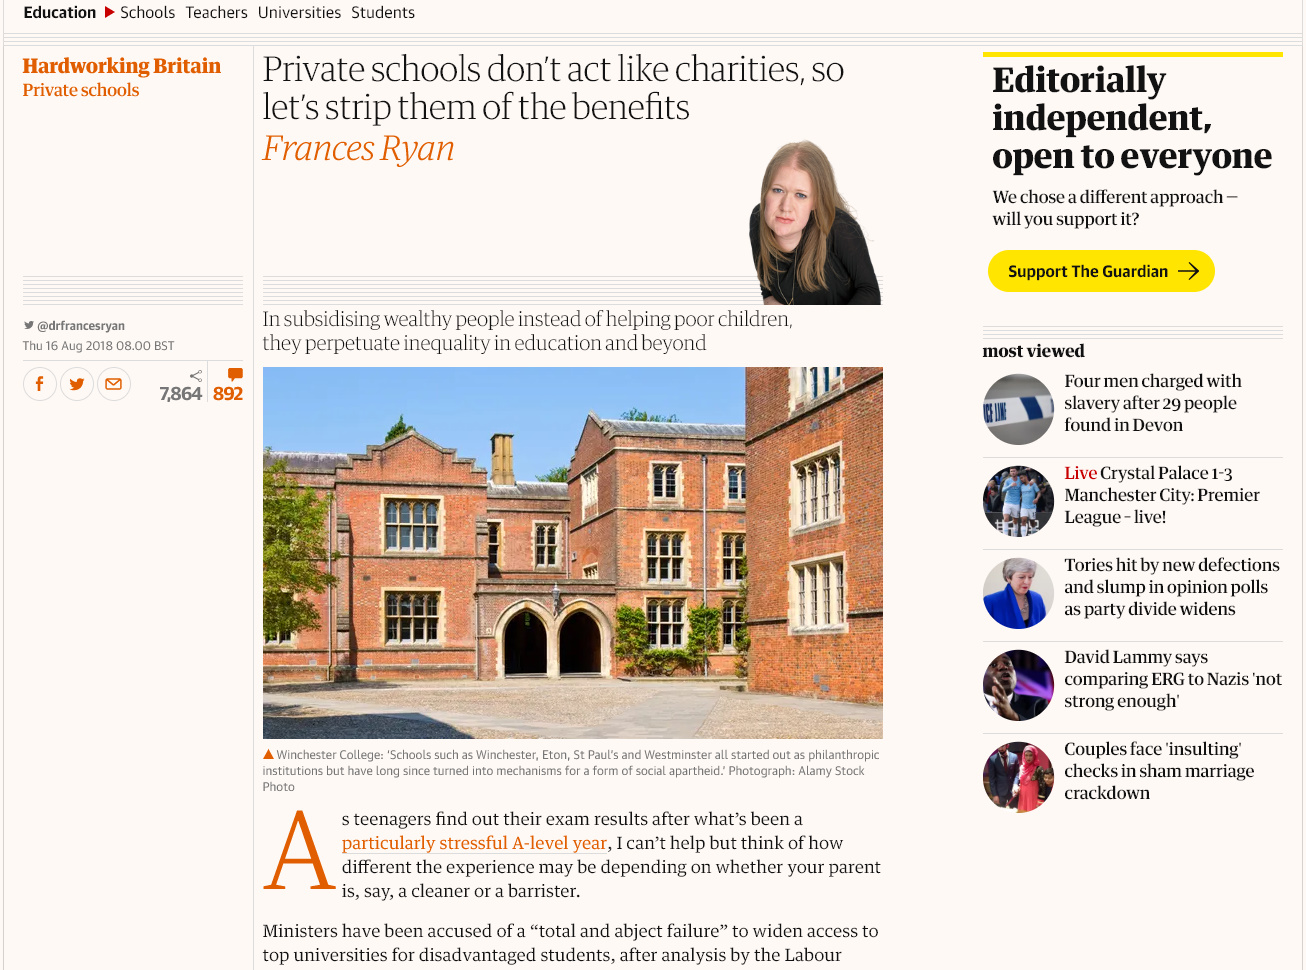 Education Schools Teachers Universities Students
Hardworking Britain
Private schools
Private schools don't act like charities, so
let's strip them of the benefits
Frances Ryan
@drfrancesryan
Thu 16 Aug 2018 08.00 BST
7,864 892
In subsidising wealthy people instead of helping poor children,
they perpetuate inequality in education and beyond
Winchester College: 'Schools such as Winchester, Eton, St Paul's and Westminster all started out as philanthropic
institutions but have long since turned into mechanisms for a form of social apartheid.' Photograph: Alamy Stock
Photo
As teenagers find out their exam results after what's been a
particularly stressful A-level year, I can't help but think of how
different the experience may be depending on whether your parent
is, say, a cleaner or a barrister.
Ministers have been accused of a “total and abject failure” to widen access to
top universities for disadvantaged students, after analysis by the Labour
Editorially
independent,
open to everyone
We chose a different approach –
will you support it?
Support The Guardian
most viewed
Four men charged with
slavery after 29 people
found in Devon
Live Crystal Palace 1-3
Manchester City: Premier
League – live!
Tories hit by new defections
and slump in opinion polls
as party divide widens
David Lammy says
comparing ERG to Nazis 'not
strong enough'
Couples face 'insulting'
checks in sham marriage
crackdown